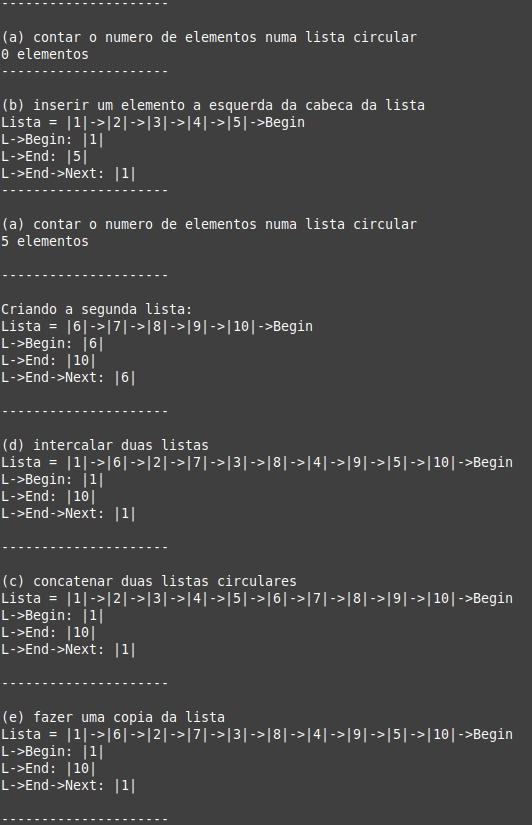 ---------------------
(a) contar o numero de elementos numa lista circular
0 elementos
---------------------
(b) inserir um elemento a esquerda da cabeca da lista
Lista = |1|->|2|->|3|->|4|->|5|->Begin
L->Begin: |1|
L->End: |5|
L->End->Next: |1|
---------------------
(a) contar o numero de elementos numa lista circular
5 elementos
---------------------
Criando a segunda lista:
Lista = |6|->|7|->|8|->|9|->|10|->Begin
L->Begin: |6|
L->End: |10|
L->End->Next: |6|
---------------------
(d) intercalar duas listas
Lista = |1|->|6|->|2|->|7|->|3|->|8|->|4|->|9|->|5|->|10|->Begin
L->Begin: |1|
L->End: |10|
L->End->Next: |1|
---------------------
(c) concatenar duas listas circulares
Lista = |1|->|2|->|3|->|4|->|5|->|6|->|7|->|8|->|9|->|10|->Begin
L->Begin: |1|
L->End: |10|
L->End->Next: |1|
---------------------
(e) fazer uma copia da lista
Lista = |1|->|6|->|2|->|7|->|3|->|8|->|4|->|9|->|5|->|10|->Begin
L->Begin: |1|
L->End: |10|
L->End->Next: |1|
---------------------